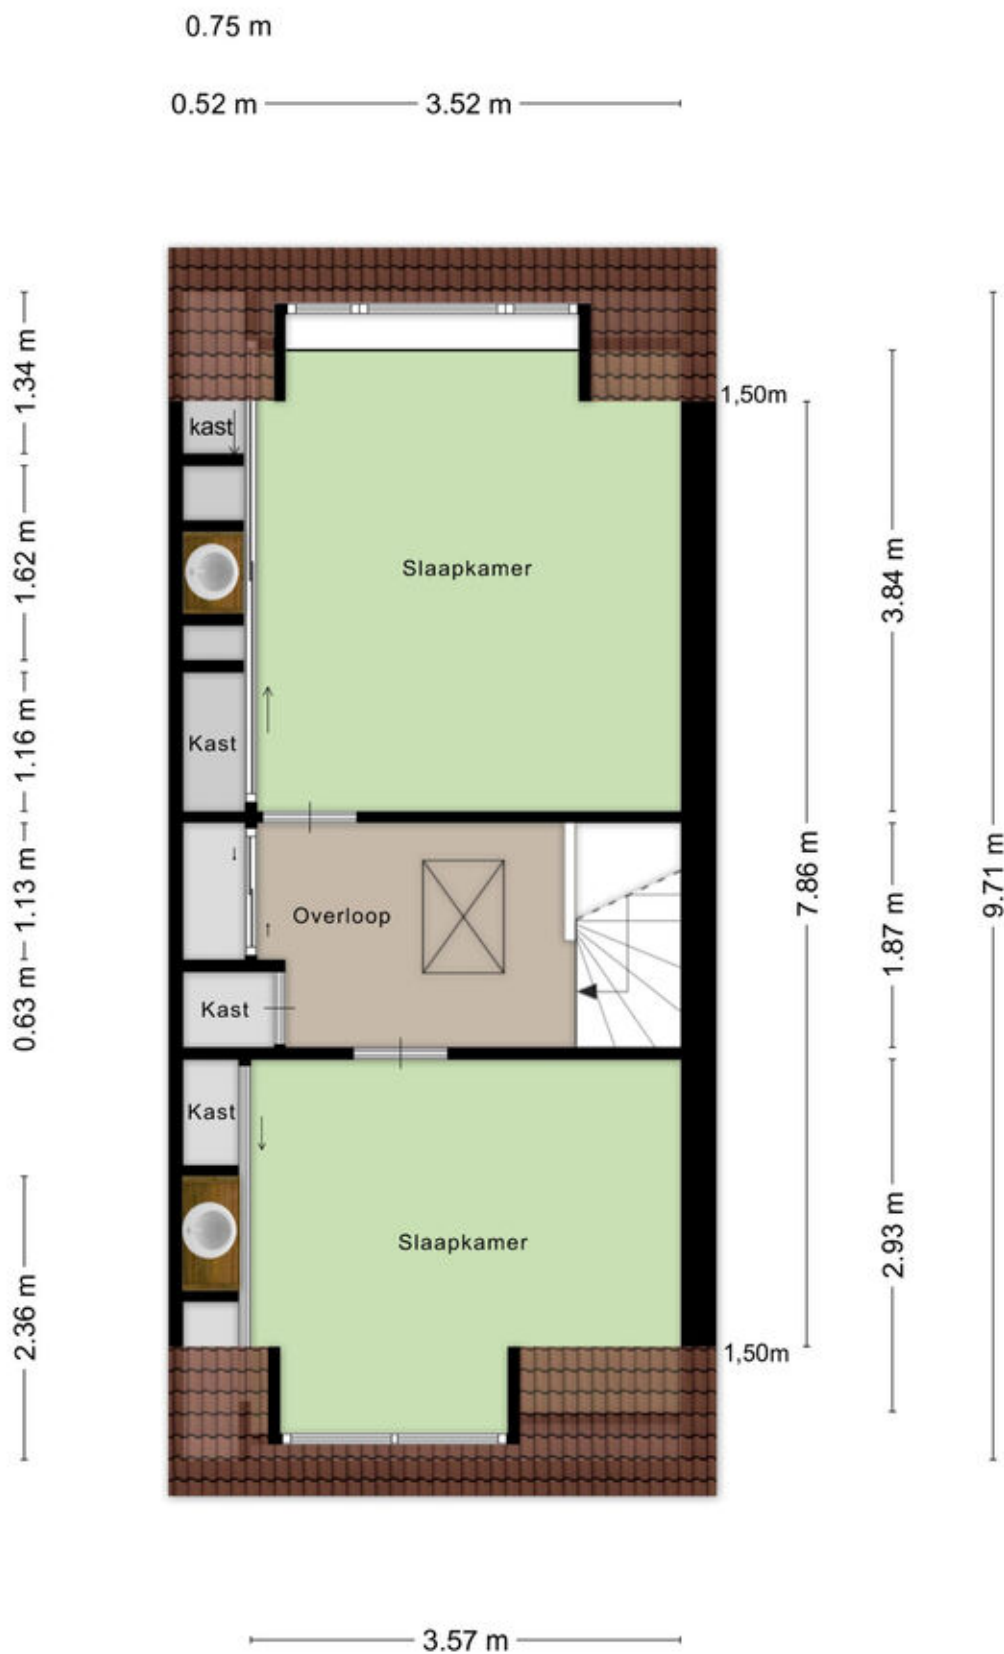 0.75 m
0.52 m
3.52 m
1.34 m
1,50m
kast
1.62 m
Slaapkamer
3.84 m
1.16 m
Kast
7.86 m
9.71 m
1.13 m
Overloop
1.87 m
0.63 m
Kast
Kast
2.93 m
Slaapkamer
2.36 m
1,50m
3.57 m